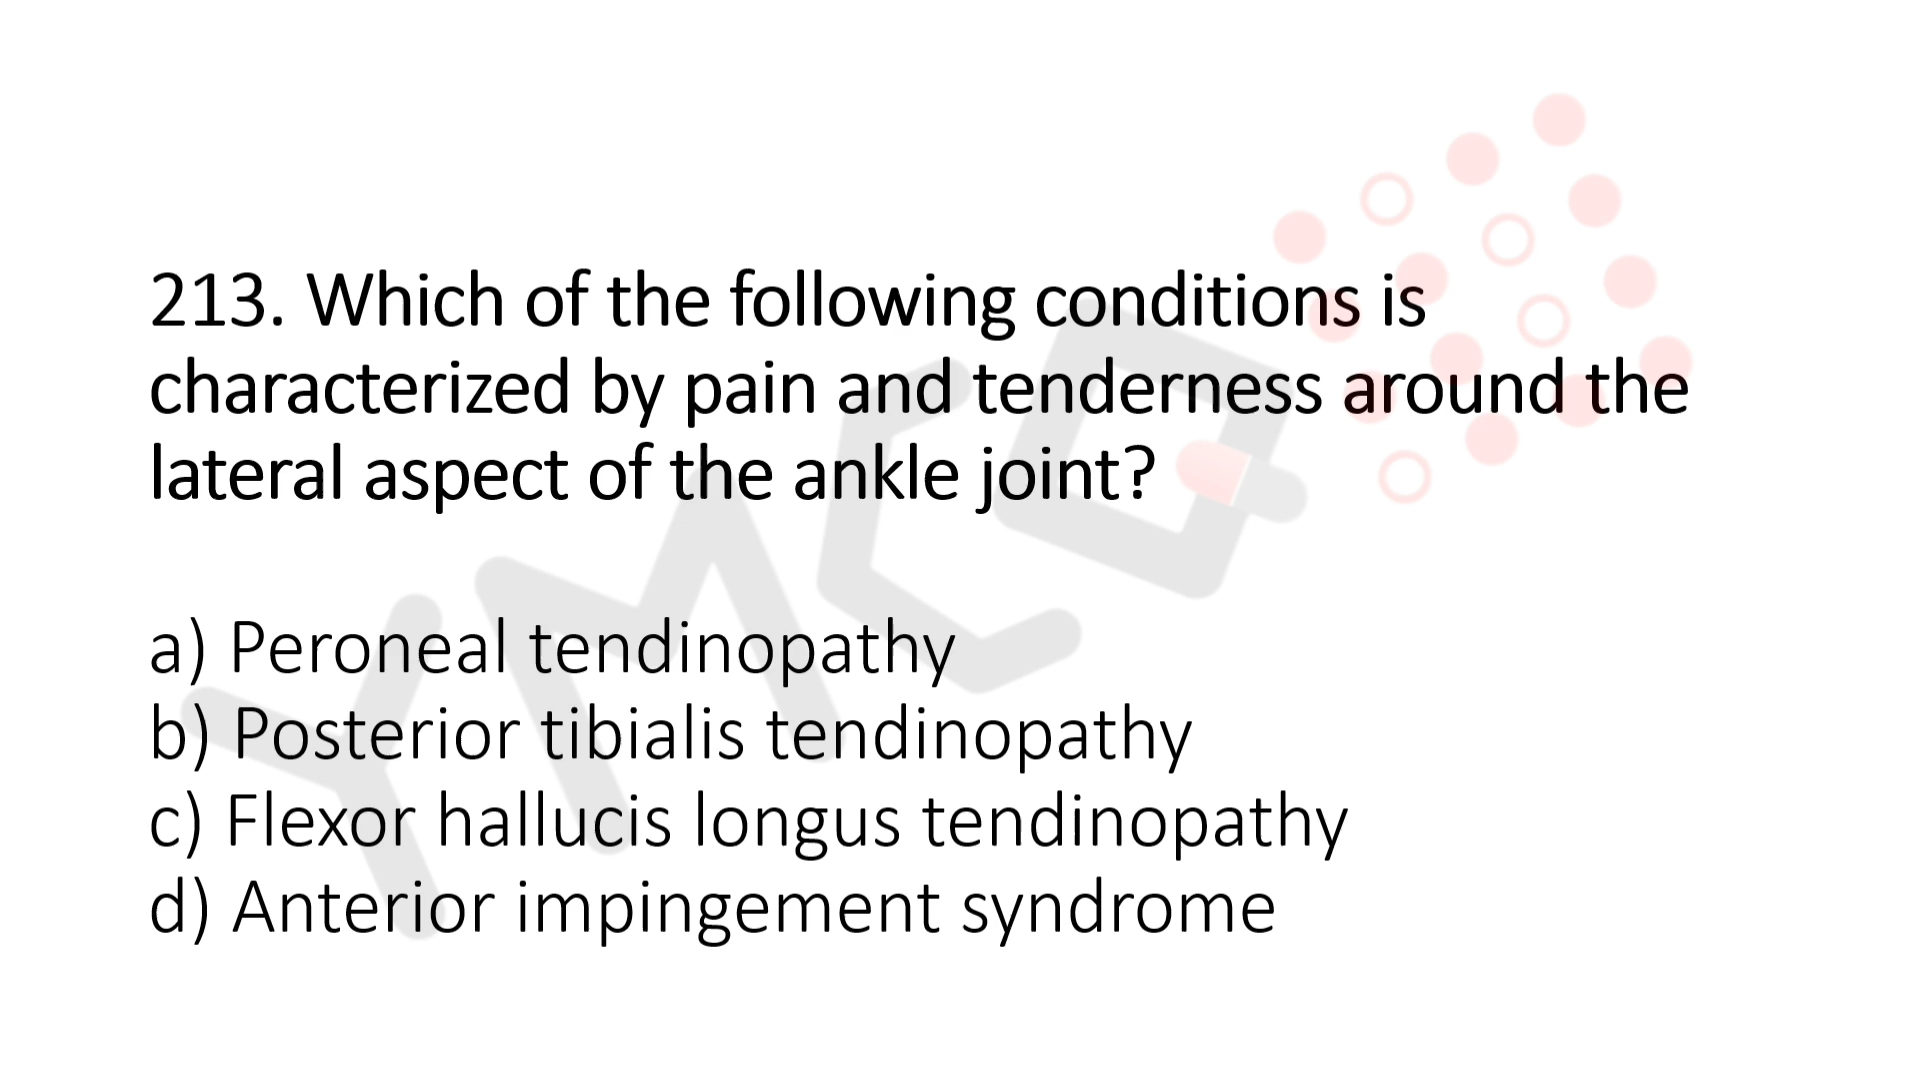 213. Which of the following conditions is
characterized by pain and tenderness around the
lateral aspect of the ankle joint?
a) Peroneal tendinopathy
b) Posterior tibialis tendinopathy
c) Flexor hallucis longus tendinopathy
d) Anterior impingement syndrome
YMCQ